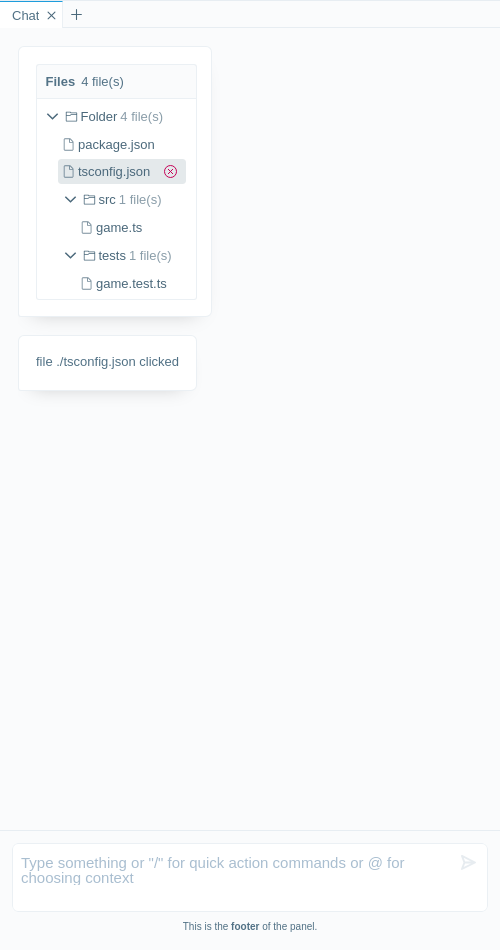 Chat
Files 4 file(s)
Folder 4 file(s)
package.json
tsconfig.json
src 1 file(s)
game.ts
tests 1 file(s)
game.test.ts
file ./tsconfig.json clicked
Type something or "/" for quick action commands or @ for
choosing context
This is the footer of the panel.